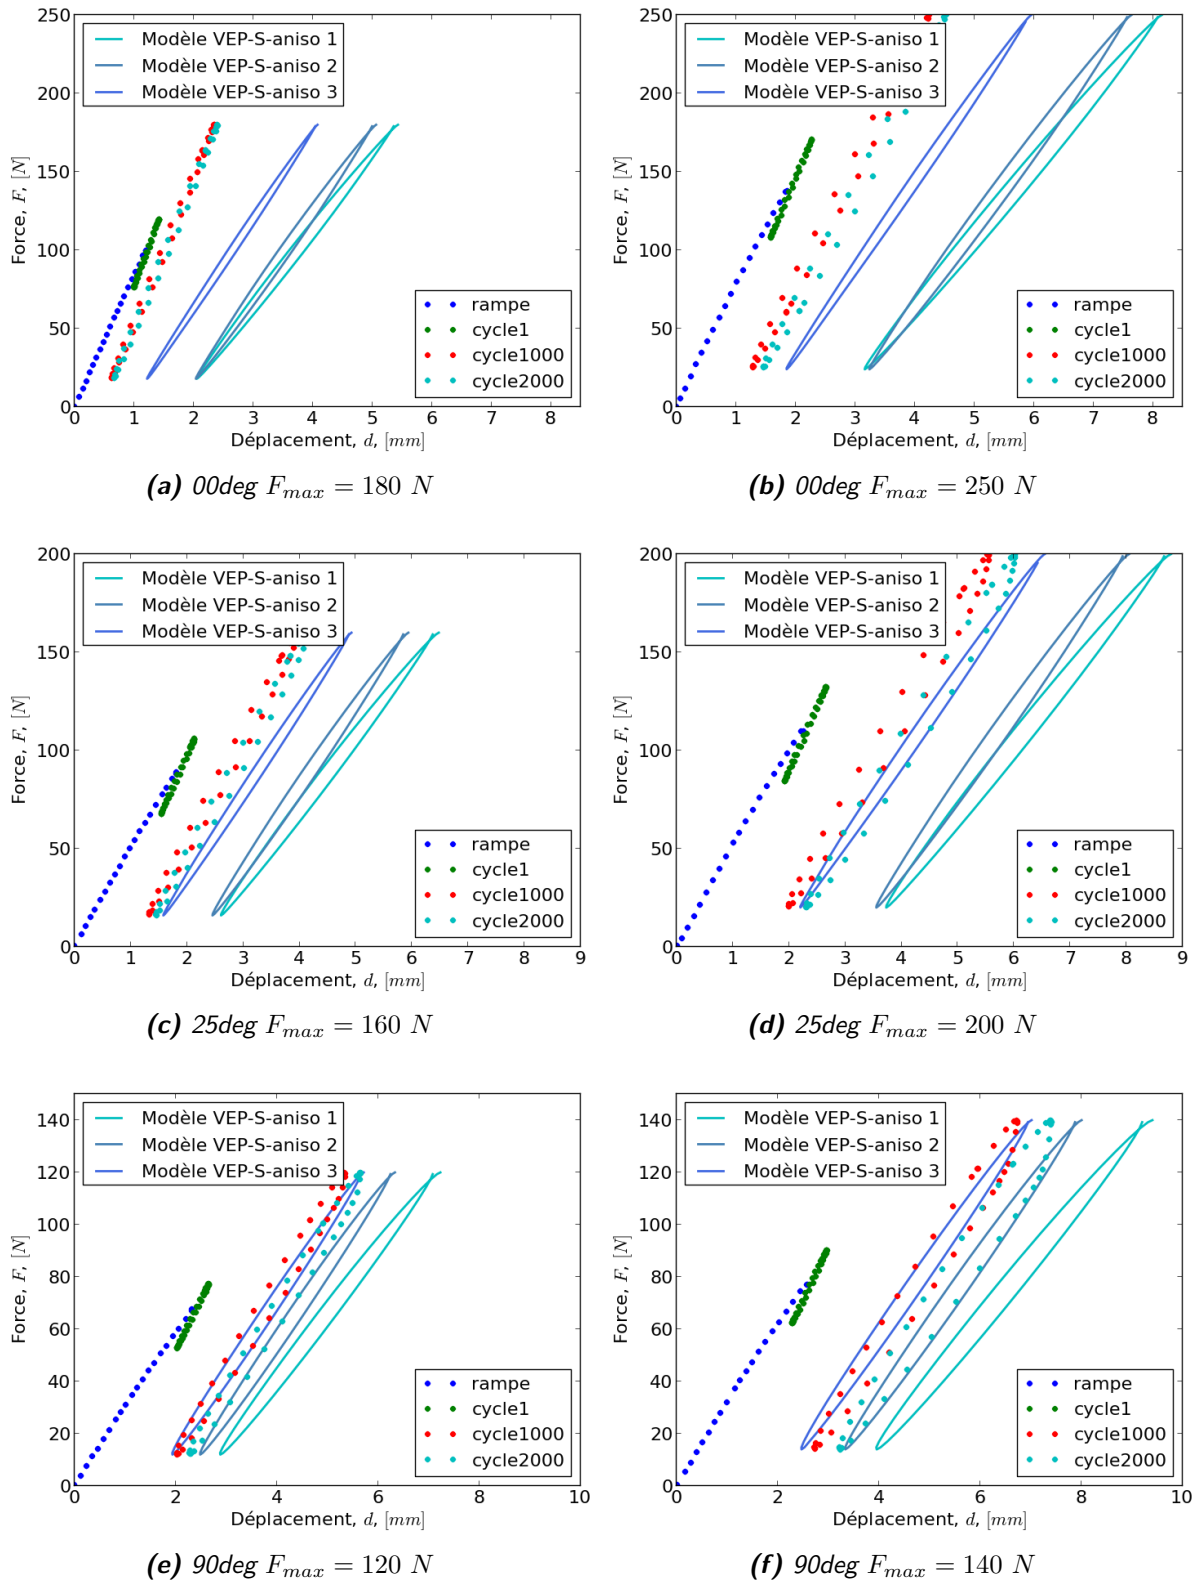 250
200
150
100
50
0
Force, F, [N]
Modèle VEP-S-aniso 1
Modèle VEP-S-aniso 2
Modèle VEP-S-aniso 3
rampe
cycle1
cycle1000
cycle2000
0 1 2 3 4 5 6 7 8
Déplacement, d, [mm]
(a) 00deg F_max = 180 N
250
200
150
100
50
0
Force, F, [N]
Modèle VEP-S-aniso 1
Modèle VEP-S-aniso 2
Modèle VEP-S-aniso 3
rampe
cycle1
cycle1000
cycle2000
0 1 2 3 4 5 6 7 8
Déplacement, d, [mm]
(b) 00deg F_max = 250 N
200
150
100
50
0
Force, F, [N]
Modèle VEP-S-aniso 1
Modèle VEP-S-aniso 2
Modèle VEP-S-aniso 3
rampe
cycle1
cycle1000
cycle2000
0 1 2 3 4 5 6 7 8 9
Déplacement, d, [mm]
(c) 25deg F_max = 160 N
200
150
100
50
0
Force, F, [N]
Modèle VEP-S-aniso 1
Modèle VEP-S-aniso 2
Modèle VEP-S-aniso 3
rampe
cycle1
cycle1000
cycle2000
0 1 2 3 4 5 6 7 8 9
Déplacement, d, [mm]
(d) 25deg F_max = 200 N
140
120
100
80
60
40
20
0
Force, F, [N]
Modèle VEP-S-aniso 1
Modèle VEP-S-aniso 2
Modèle VEP-S-aniso 3
rampe
cycle1
cycle1000
cycle2000
0 2 4 6 8 10
Déplacement, d, [mm]
(e) 90deg F_max = 120 N
140
120
100
80
60
40
20
0
Force, F, [N]
Modèle VEP-S-aniso 1
Modèle VEP-S-aniso 2
Modèle VEP-S-aniso 3
rampe
cycle1
cycle1000
cycle2000
0 2 4 6 8 10
Déplacement, d, [mm]
(f) 90deg F_max = 140 N